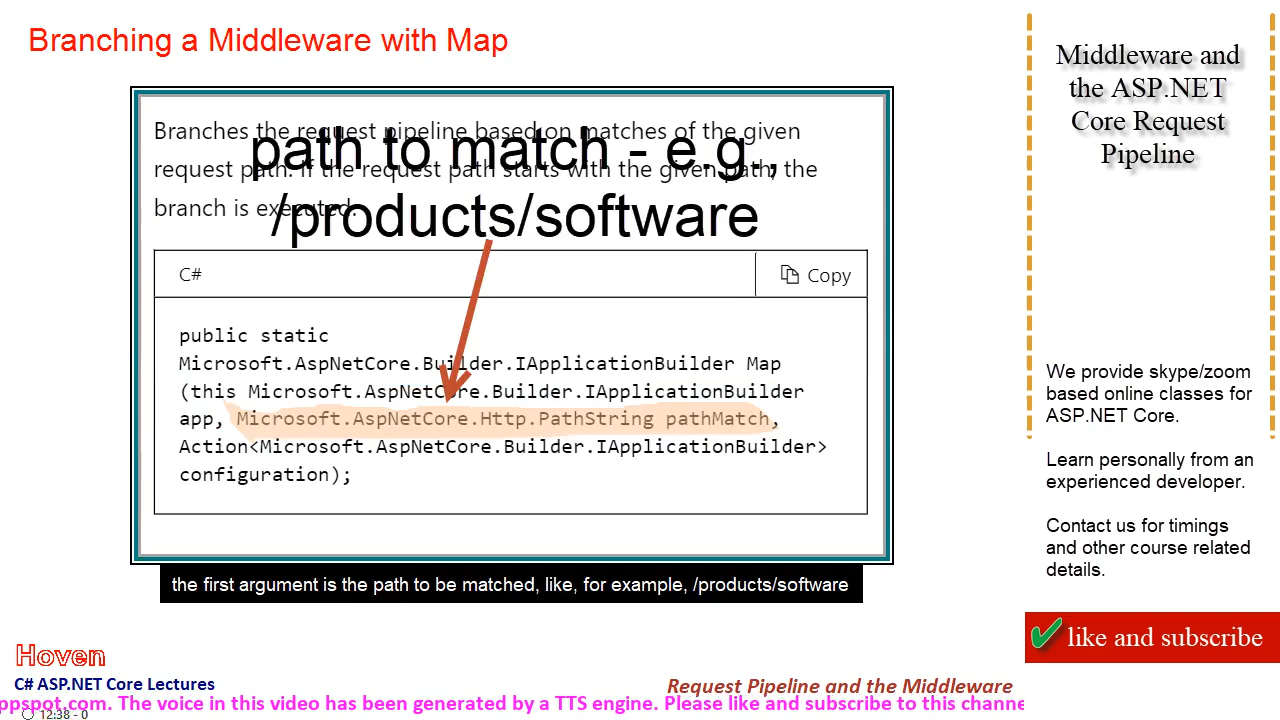 Branching a Middleware with Map
Branches the request pipeline based on matches of the given
request path. If the request path starts with the given path, the
branch is executed.
path to match - e.g.,
/products/software
C#
Copy
public static
Microsoft.AspNetCore.Builder.IApplicationBuilder Map
(this Microsoft.AspNetCore.Builder.IApplicationBuilder
app, Microsoft.AspNetCore.Http.PathString pathMatch,
Action<Microsoft.AspNetCore.Builder.IApplicationBuilder>
configuration);
the first argument is the path to be matched, like, for example, /products/software
Middleware and
the ASP.NET
Core Request
Pipeline
We provide skype/zoom
based online classes for
ASP.NET Core.
Learn personally from an
experienced developer.
Contact us for timings
and other course related
details.
like and subscribe
Hoven
C# ASP.NET Core Lectures
Request Pipeline and the Middleware
ppspot.com. The voice in this video has been generated by a TTS engine. Please like and subscribe to this channe
12:38 - 0